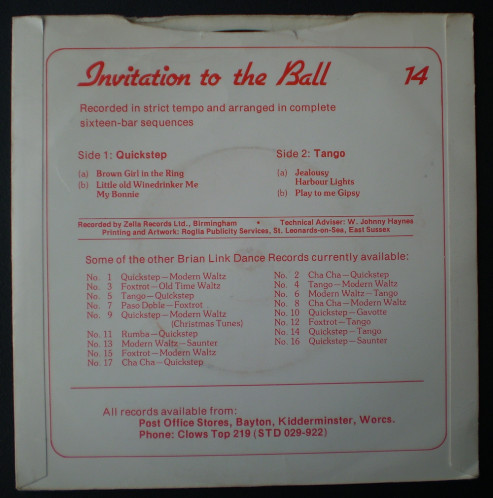 Invitation to the Ball 14
Recorded in strict tempo and arranged in complete
sixteen-bar sequences
Side 1: Quickstep
(a) Brown Girl in the Ring
(b) Little old Winedrinker Me
My Bonnie
Side 2: Tango
(a) Jealousy
Harbour Lights
(b) Play to me Gipsy
Recorded by Zella Records Ltd., Birmingham • Technical Adviser: W. Johnny Haynes
Printing and Artwork: Roglia Publicity Services, St. Leonards-on-Sea, East Sussex
Some of the other Brian Link Dance Records currently available:
No. 1 Quickstep—Modern Waltz
No. 3 Foxtrot—Old Time Waltz
No. 5 Tango—Quickstep
No. 7 Paso Doble—Foxtrot
No. 9 Quickstep—Modern Waltz
(Christmas Tunes)
No. 11 Rumba—Quickstep
No. 13 Modern Waltz—Saunter
No. 15 Foxtrot—Modern Waltz
No. 17 Cha Cha—Quickstep
No. 2 Cha Cha—Quickstep
No. 4 Tango—Modern Waltz
No. 6 Modern Waltz—Tango
No. 8 Cha Cha—Modern Waltz
No. 10 Quickstep—Gavotte
No. 12 Foxtrot—Tango
No. 14 Quickstep—Tango
No. 16 Quickstep—Saunter
All records available from:
Post Office Stores, Bayton, Kidderminster, Worcs.
Phone: Clows Top 219 (STD 029-922)